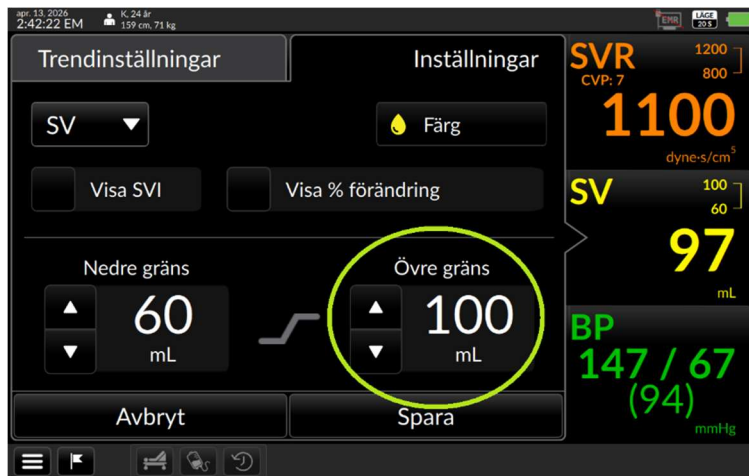 apr. 13, 2026
2:42:22 EM
K, 24 år
159 cm, 71 kg
EMR
LÄGE
20 S
Trendinställningar
Inställningar
SV
Färg
Visa SVI
Visa % förändring
Nedre gräns
60
mL
Övre gräns
100
mL
Avbryt
Spara
SVR
CVP: 7
1200
800
1100
dyne·s/cm⁵
SV
100
60
97
mL
BP
147 / 67
(94)
mmHg